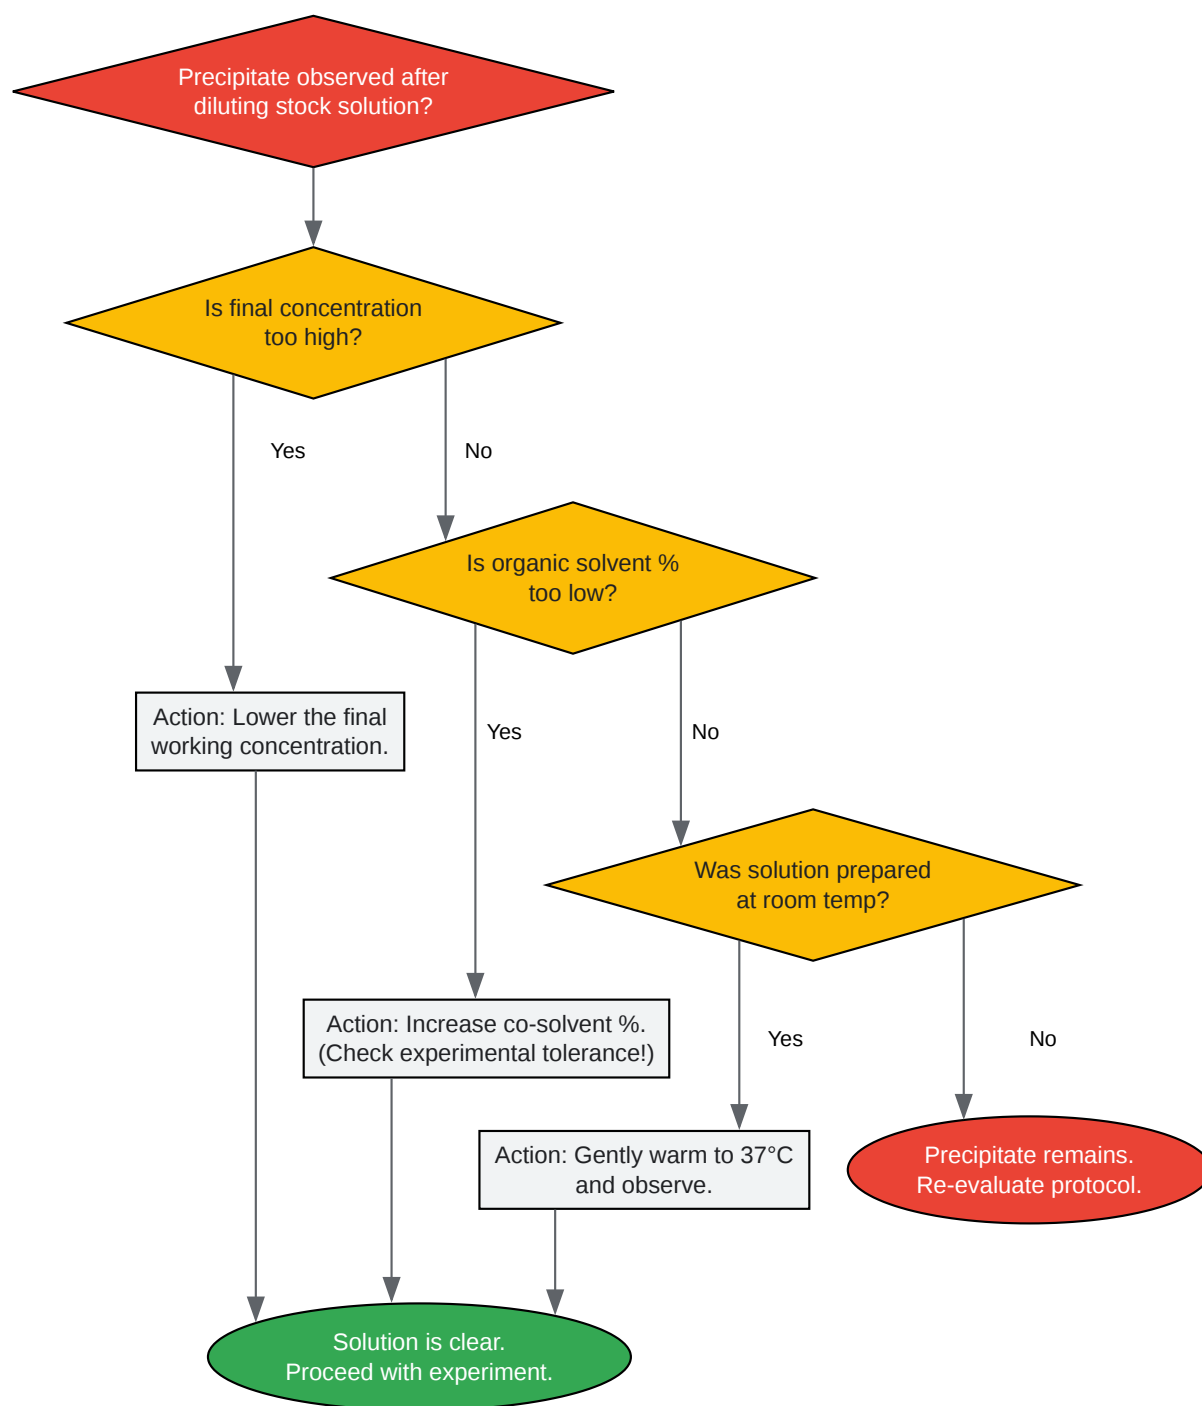 Precipitate observed after
diluting stock solution?
Is final concentration
too high?
Yes
No
Is organic solvent %
too low?
Action: Lower the final
working concentration.
Yes
No
Was solution prepared
at room temp?
Action: Increase co-solvent %.
(Check experimental tolerance!)
Yes
No
Action: Gently warm to 37°C
and observe.
Precipitate remains.
Re-evaluate protocol.
Solution is clear.
Proceed with experiment.